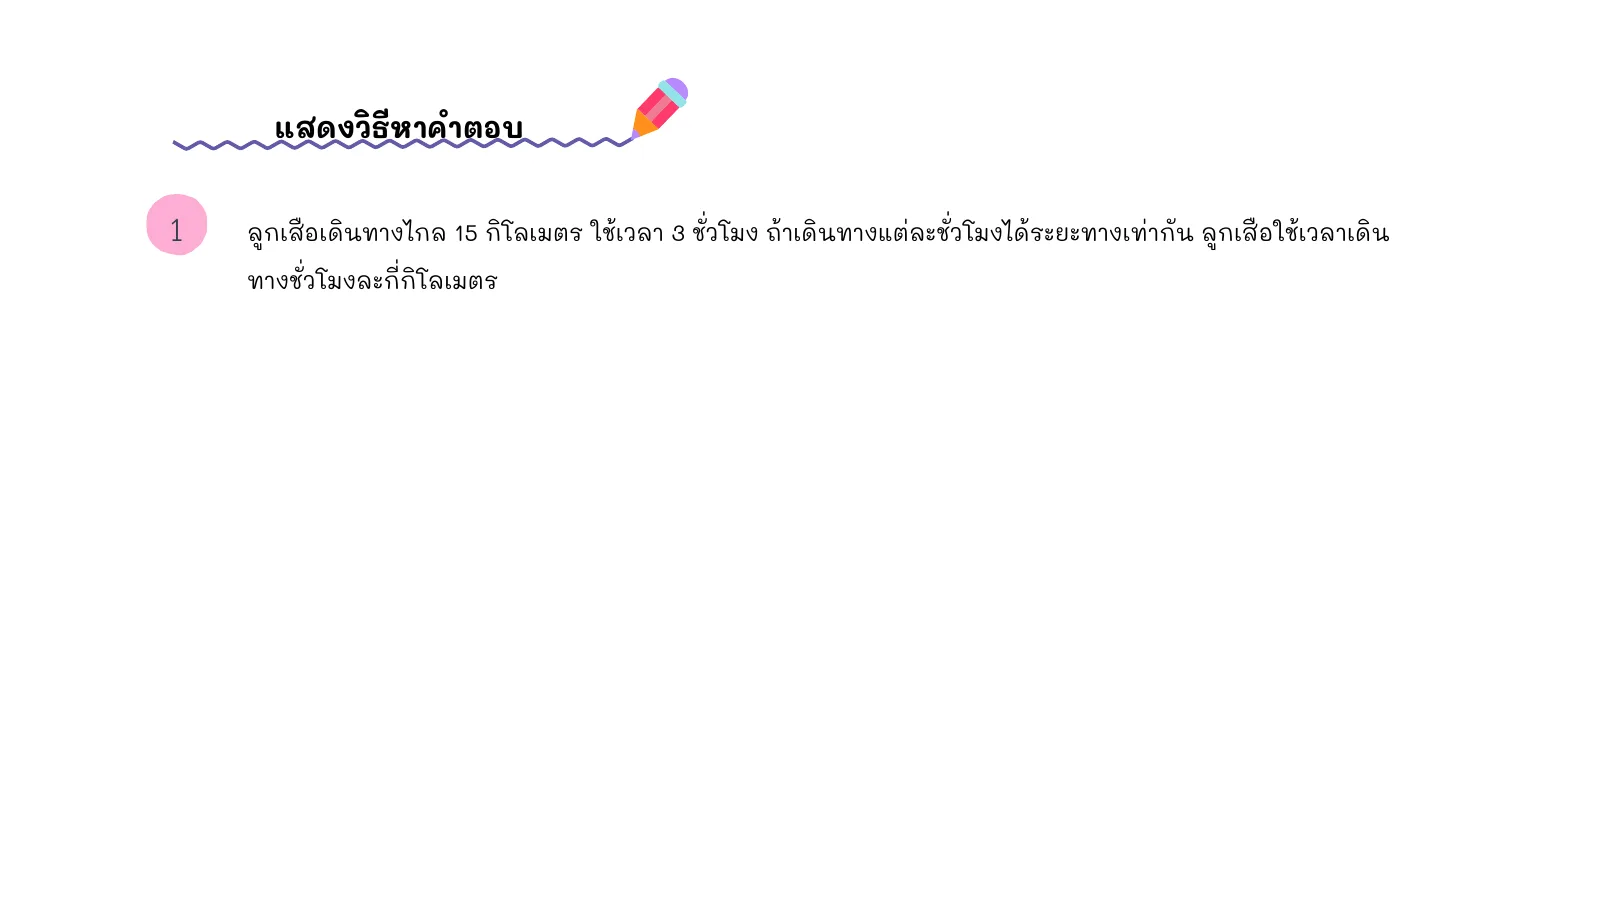 แสดงวิธีหาคำตอบ
1
ลูกเสือเดินทางไกล 15 กิโลเมตร ใช้เวลา 3 ชั่วโมง ถ้าเดินทางแต่ละชั่วโมงได้ระยะทางเท่ากัน ลูกเสือใช้เวลาเดิน
ทางชั่วโมงละกี่กิโลเมตร